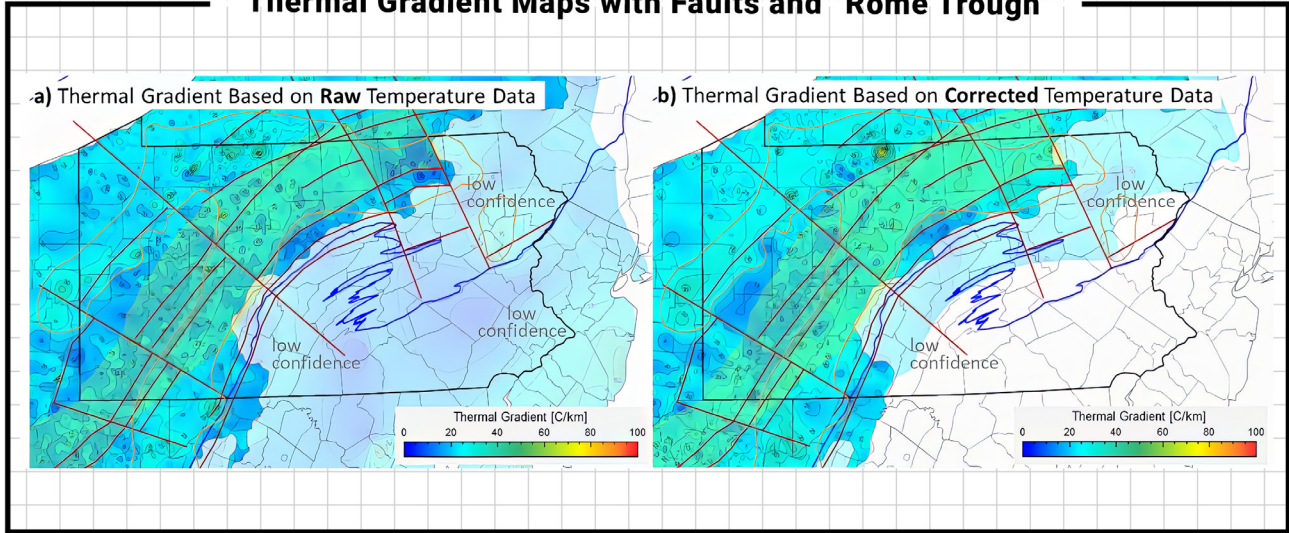 Thermal Gradient Maps with Faults and "Rome Trough"
a) Thermal Gradient Based on Raw Temperature Data
low
confidence
low
confidence
low
confidence
Thermal Gradient [C/km]
0 20 40 60 80 100
b) Thermal Gradient Based on Corrected Temperature Data
low
confidence
low
confidence
Thermal Gradient [C/km]
0 20 40 60 80 100